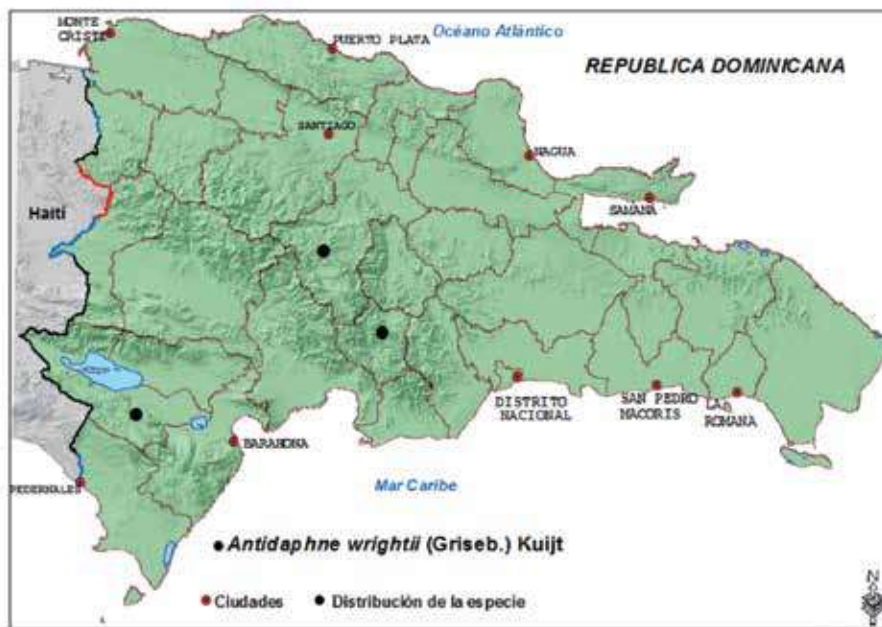 MONTE
CRISTE
PUERTO PLATA
Océano Atlántico
REPUBLICA DOMINICANA
SANTIAGO
NAGUA
SAMANA
Haití
DISTRITO
NACIONAL
SAN PEDRO
MACORIS
LA
ROMANA
BARAHONA
PEDERNALES
Mar Caribe
Antidaphne wrightii (Griseb.) Kuijt
Ciudades
Distribución de la especie